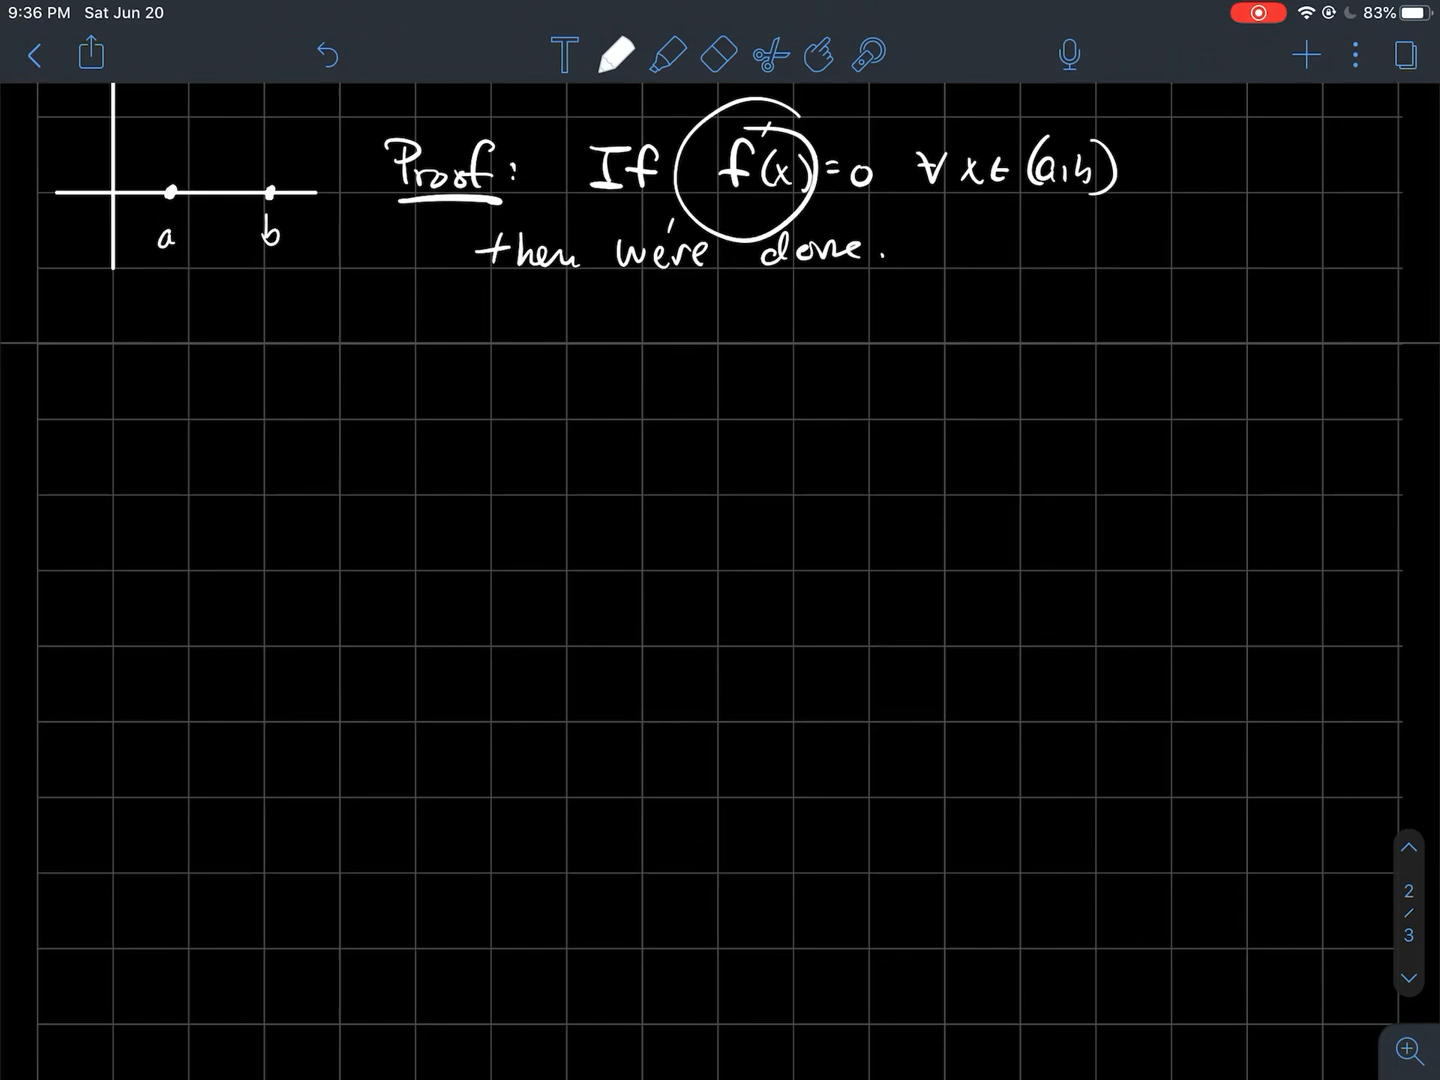 9:36 PM Sat Jun 20
83%
T
Proof: If f(x)=0 ∀ x ∈ (a,b)
a b
then we're done.
2
/
3